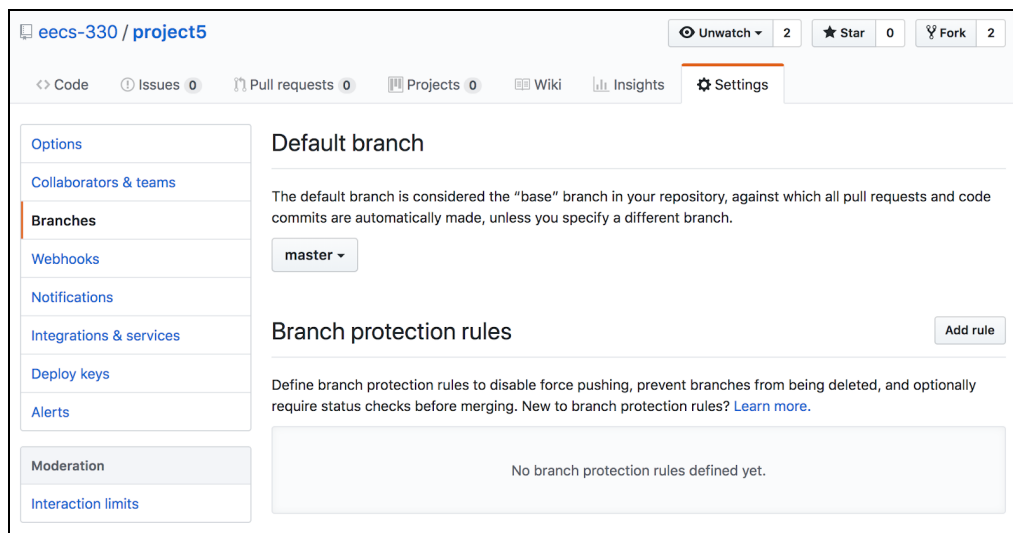 eecs-330 / project5
Unwatch 2
Star 0
Fork 2
Code
Issues 0
Pull requests 0
Projects 0
Wiki
Insights
Settings
Options
Collaborators & teams
Branches
Webhooks
Notifications
Integrations & services
Deploy keys
Alerts
Moderation
Interaction limits
Default branch
The default branch is considered the “base” branch in your repository, against which all pull requests and code
commits are automatically made, unless you specify a different branch.
master
Branch protection rules
Add rule
Define branch protection rules to disable force pushing, prevent branches from being deleted, and optionally
require status checks before merging. New to branch protection rules? Learn more.
No branch protection rules defined yet.